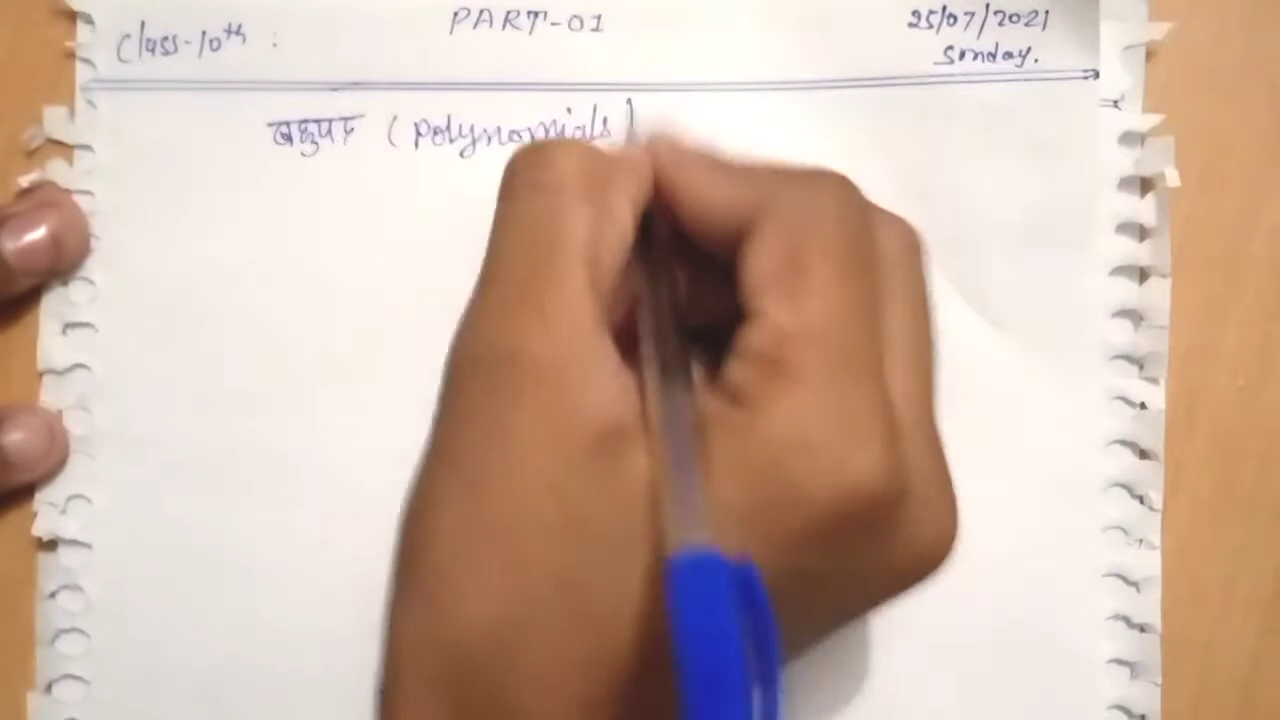 Class-10th :
PART-01
25/07/2021
Sunday.
बहुपद (Polynomials)